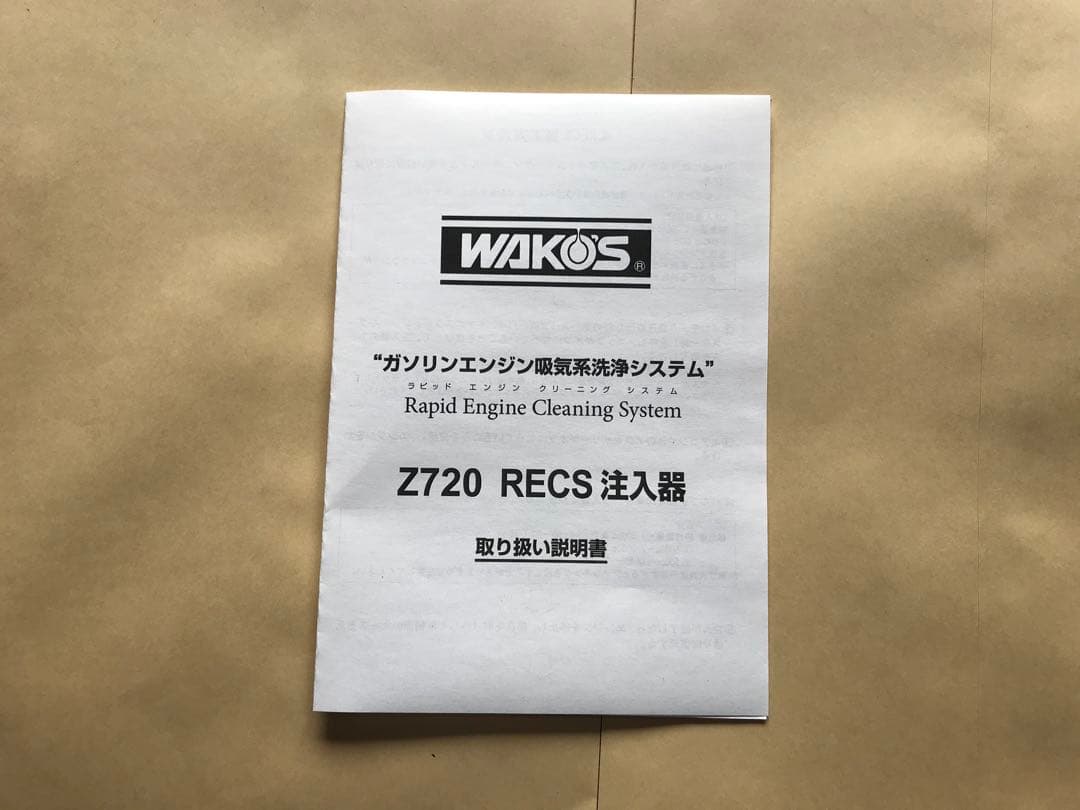 WAKO'S ®
“ガソリンエンジン吸気系洗浄システム”
ラピッド エンジン クリーニング システム
Rapid Engine Cleaning System
Z720 RECS 注入器
取り扱い説明書